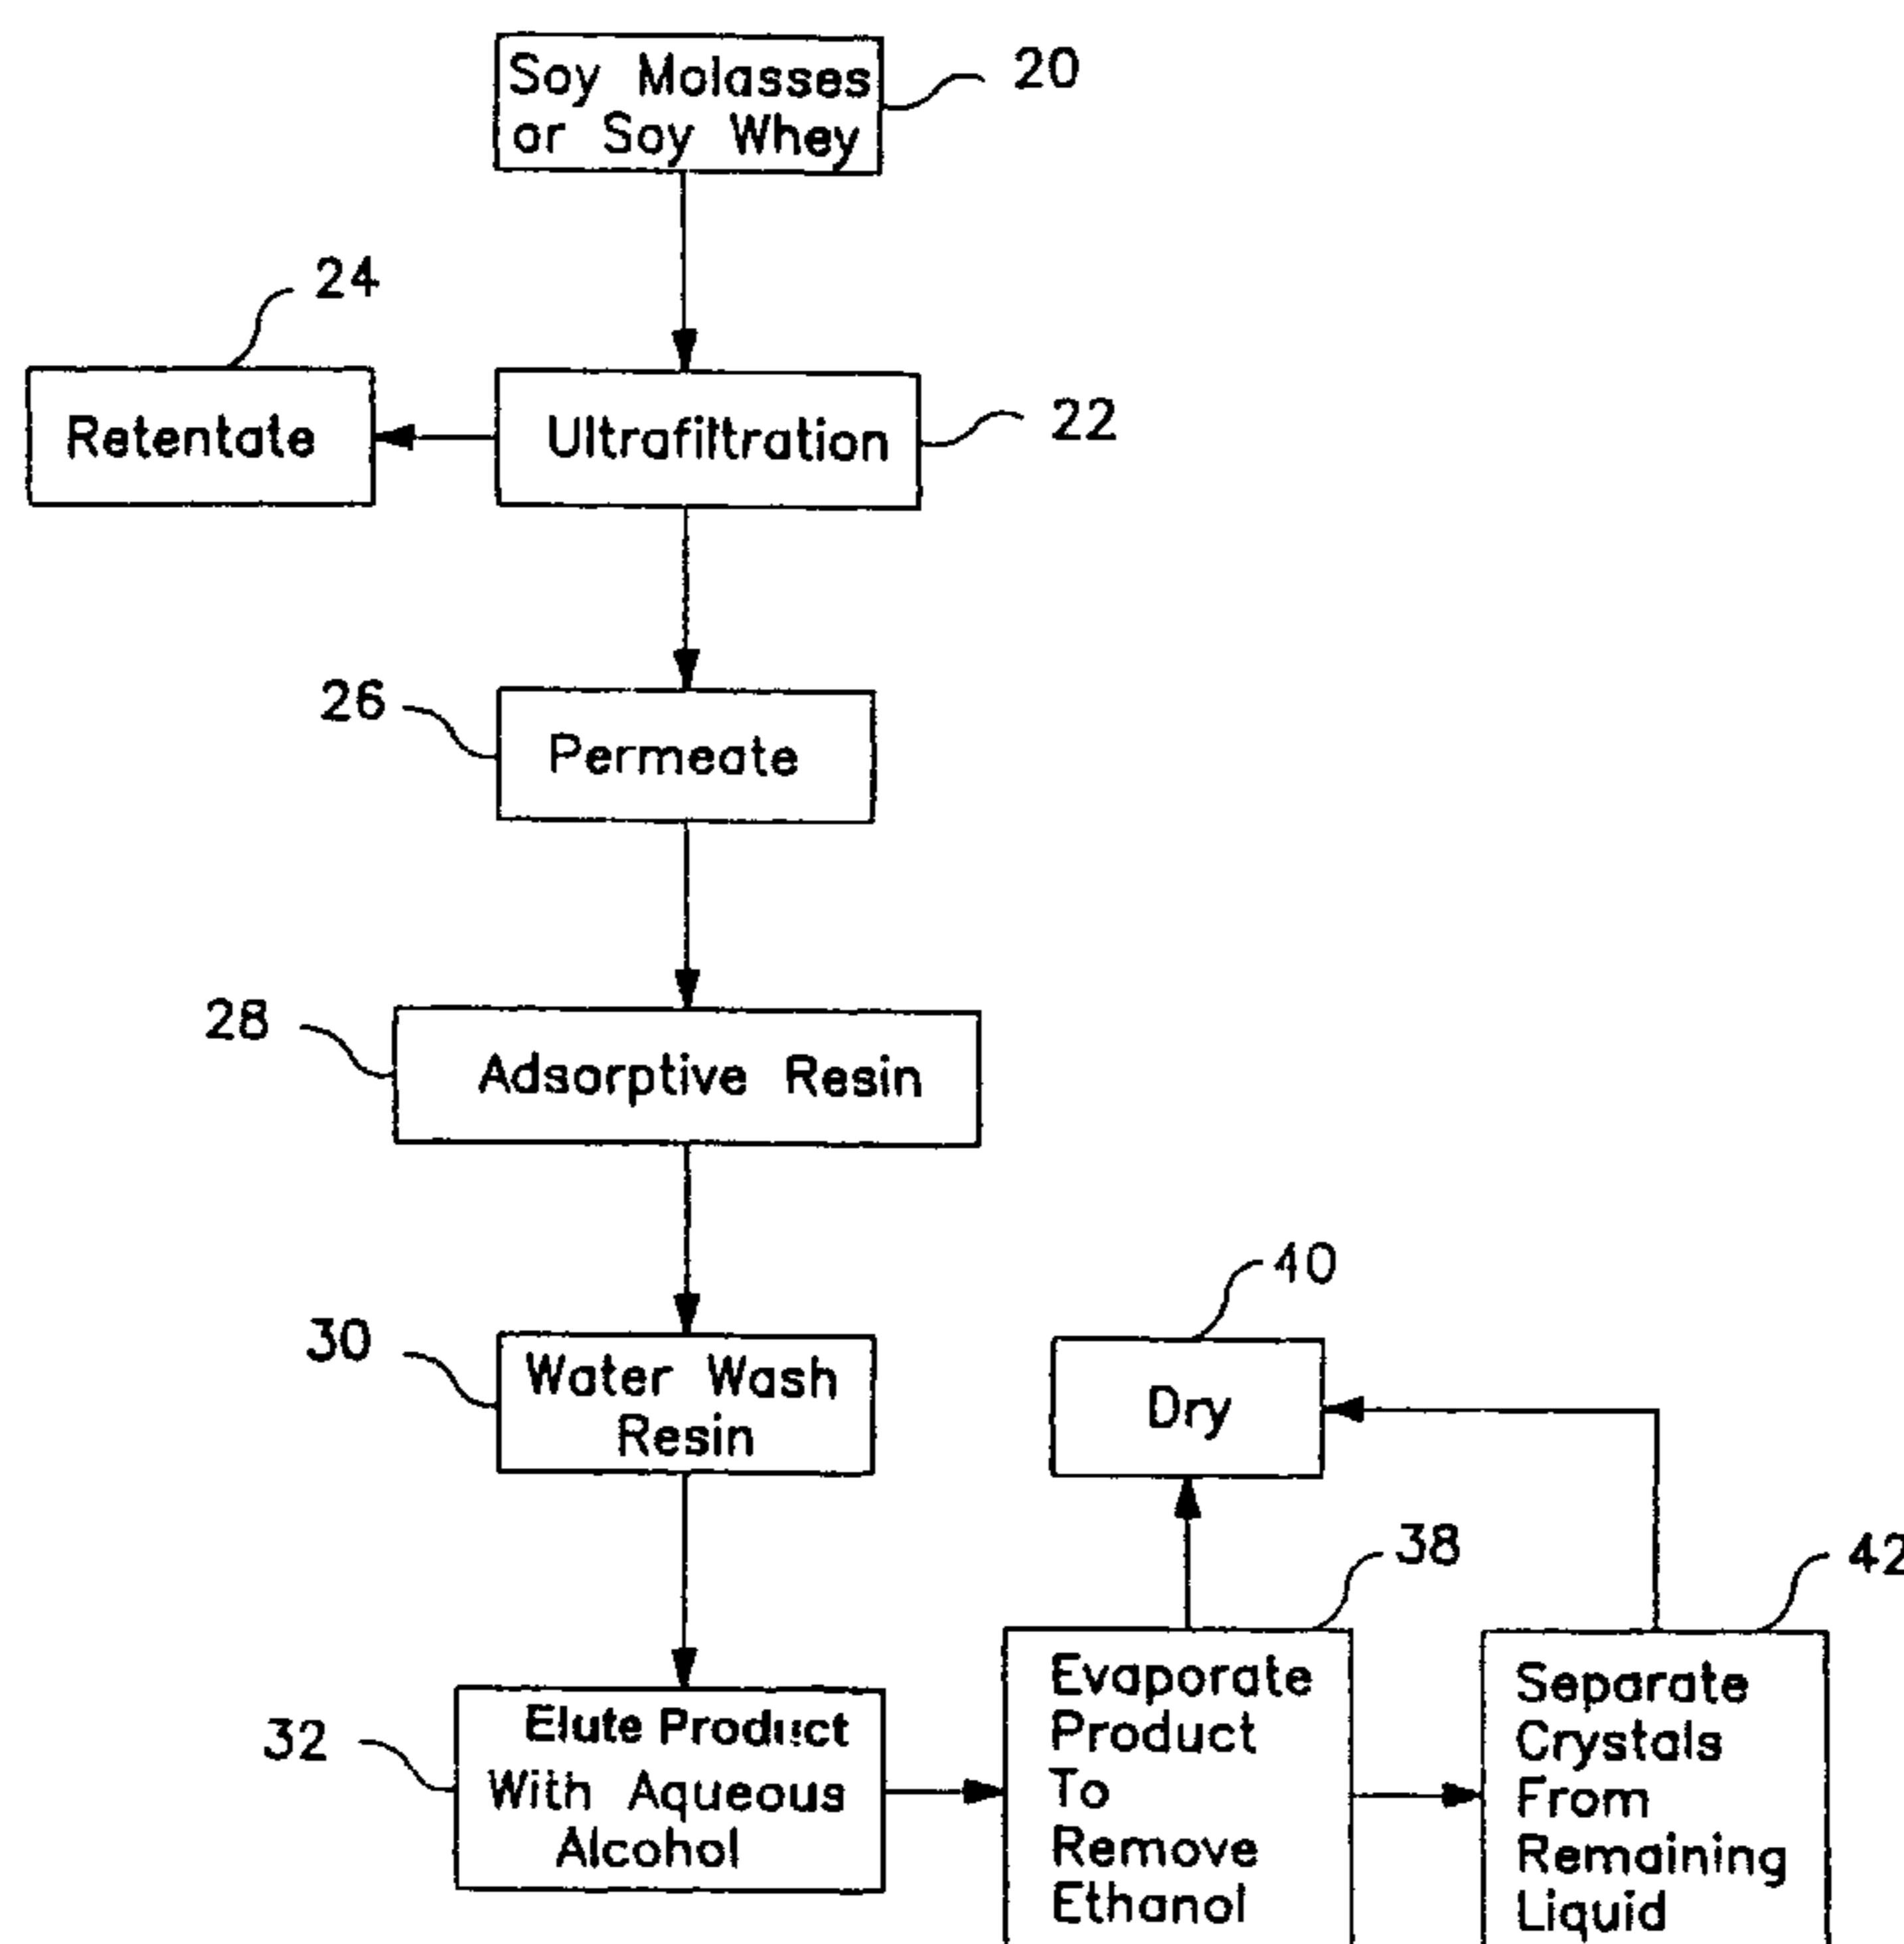 Soy Molasses
or Soy Whey
20
24
Retentate
Ultrafiltration
22
26
Permeate
28
Adsorptive Resin
30
Water Wash
Resin
40
Dry
38
42
32
Elute Product
With Aqueous
Alcohol
Evaporate
Product
To
Remove
Ethanol
Separate
Crystals
From
Remaining
Liquid